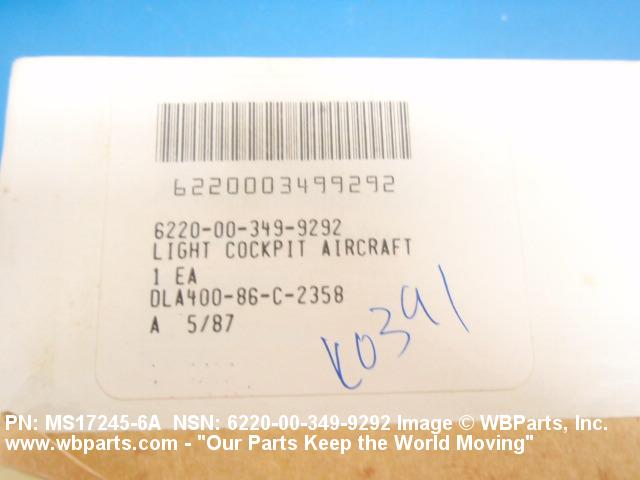 6220003499292
6220-00-349-9292
LIGHT COCKPIT AIRCRAFT
1 EA
DLA400-86-C-2358
A 5/87
K0391
PN: MS17245-6A NSN: 6220-00-349-9292 Image © WBParts, Inc.
www.wbparts.com - "Our Parts Keep the World Moving"